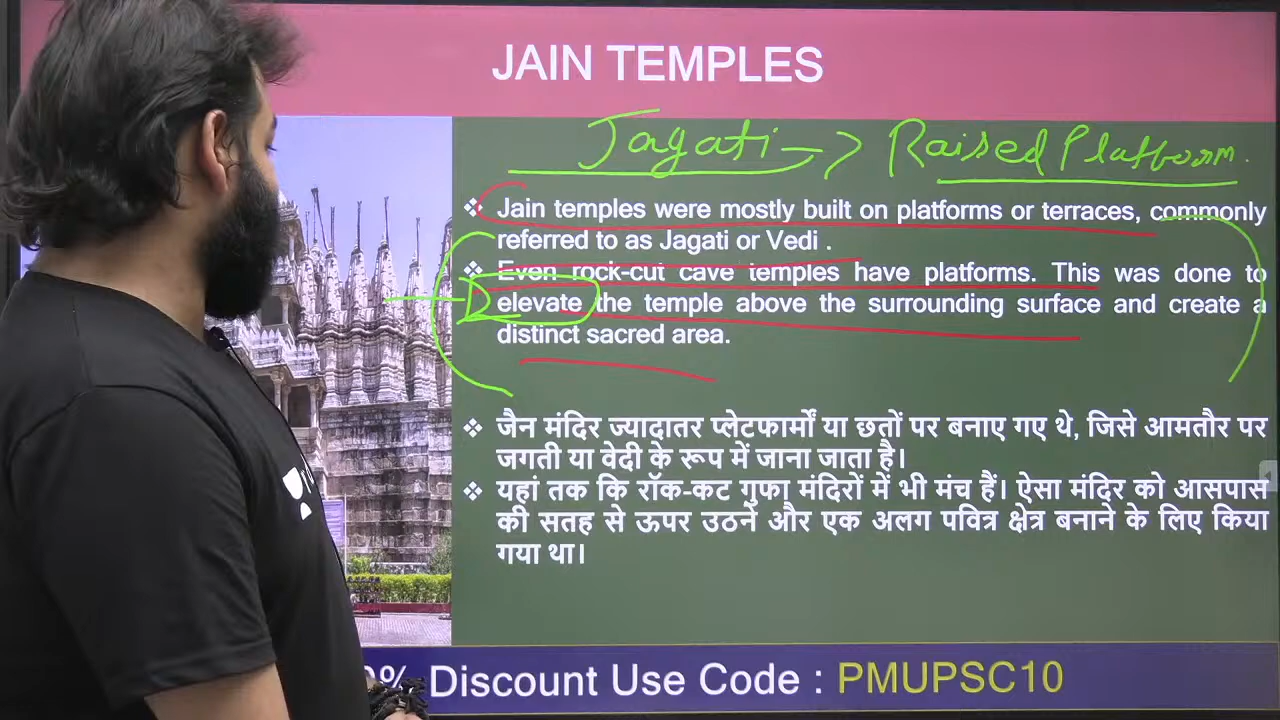 JAIN TEMPLES
Jagati → Raised Platform.
❖ Jain temples were mostly built on platforms or terraces, commonly
referred to as Jagati or Vedi .
❖ Even rock-cut cave temples have platforms. This was done to
elevate the temple above the surrounding surface and create a
distinct sacred area.
❖ जैन मंदिर ज्यादातर प्लेटफार्मों या छतों पर बनाए गए थे, जिसे आमतौर पर
जगती या वेदी के रूप में जाना जाता है।
❖ यहां तक कि रॉक-कट गुफा मंदिरों में भी मंच हैं। ऐसा मंदिर को आसपास
की सतह से ऊपर उठने और एक अलग पवित्र क्षेत्र बनाने के लिए किया
गया था।
% Discount Use Code : PMUPSC10